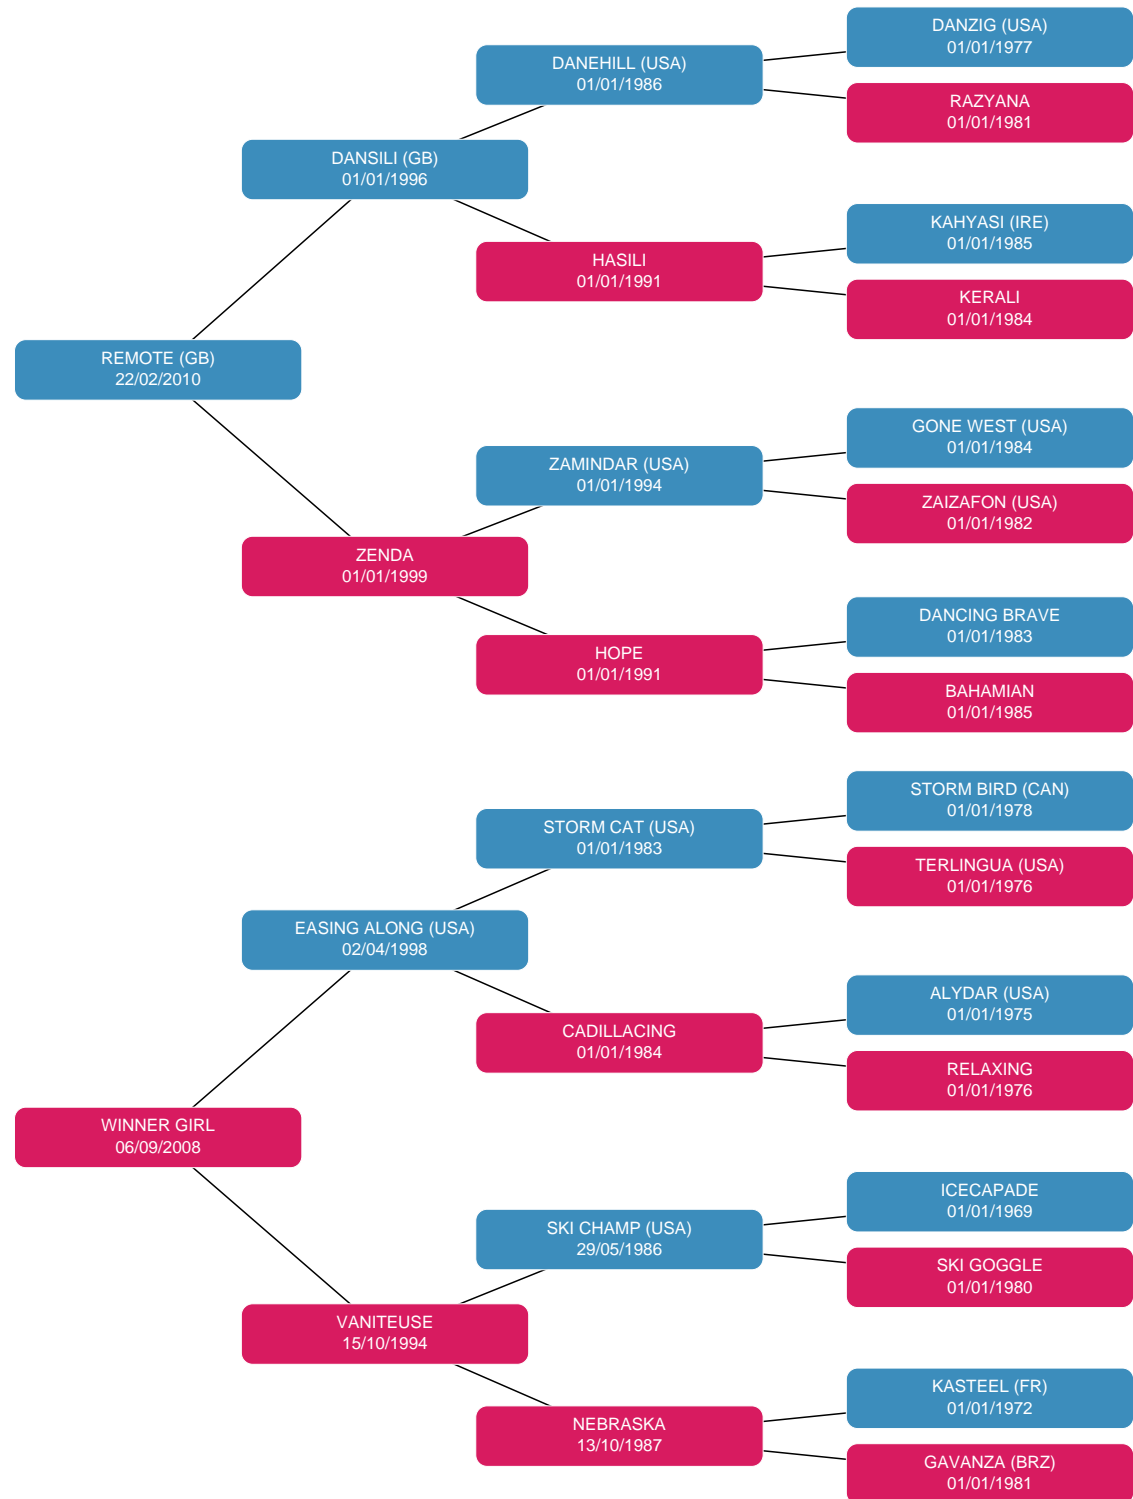 DANZIG (USA)
01/01/1977
DANEHILL (USA)
01/01/1986
RAZYANA
01/01/1981
DANSILI (GB)
01/01/1996
KAHYASI (IRE)
01/01/1985
HASILI
01/01/1991
KERALI
01/01/1984
REMOTE (GB)
22/02/2010
GONE WEST (USA)
01/01/1984
ZAMINDAR (USA)
01/01/1994
ZAIZAFON (USA)
01/01/1982
ZENDA
01/01/1999
DANCING BRAVE
01/01/1983
HOPE
01/01/1991
BAHAMIAN
01/01/1985
STORM BIRD (CAN)
01/01/1978
STORM CAT (USA)
01/01/1983
TERLINGUA (USA)
01/01/1976
EASING ALONG (USA)
02/04/1998
ALYDAR (USA)
01/01/1975
CADILLACING
01/01/1984
RELAXING
01/01/1976
WINNER GIRL
06/09/2008
ICECAPADE
01/01/1969
SKI CHAMP (USA)
29/05/1986
SKI GOGGLE
01/01/1980
VANITEUSE
15/10/1994
KASTEEL (FR)
01/01/1972
NEBRASKA
13/10/1987
GAVANZA (BRZ)
01/01/1981